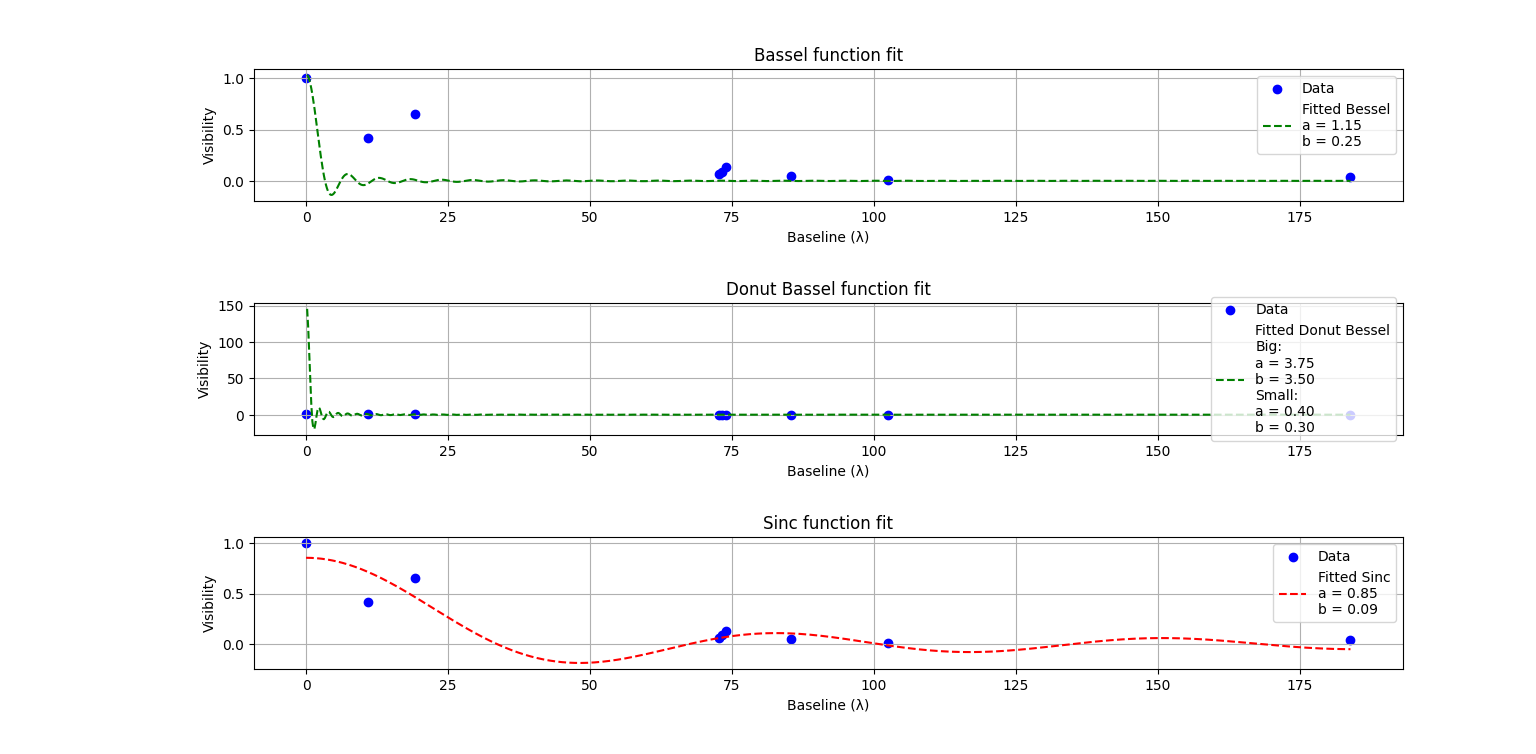 Bassel function fit
Visibility
1.0
0.5
0.0
Data
Fitted Bessel
a = 1.15
b = 0.25
0 25 50 75 100 125 150 175
Baseline (λ)
Donut Bassel function fit
Visibility
150
100
50
0
Data
Fitted Donut Bessel
Big:
a = 3.75
b = 3.50
Small:
a = 0.40
b = 0.30
0 25 50 75 100 125 150 175
Baseline (λ)
Sinc function fit
Visibility
1.0
0.5
0.0
Data
Fitted Sinc
a = 0.85
b = 0.09
0 25 50 75 100 125 150 175
Baseline (λ)